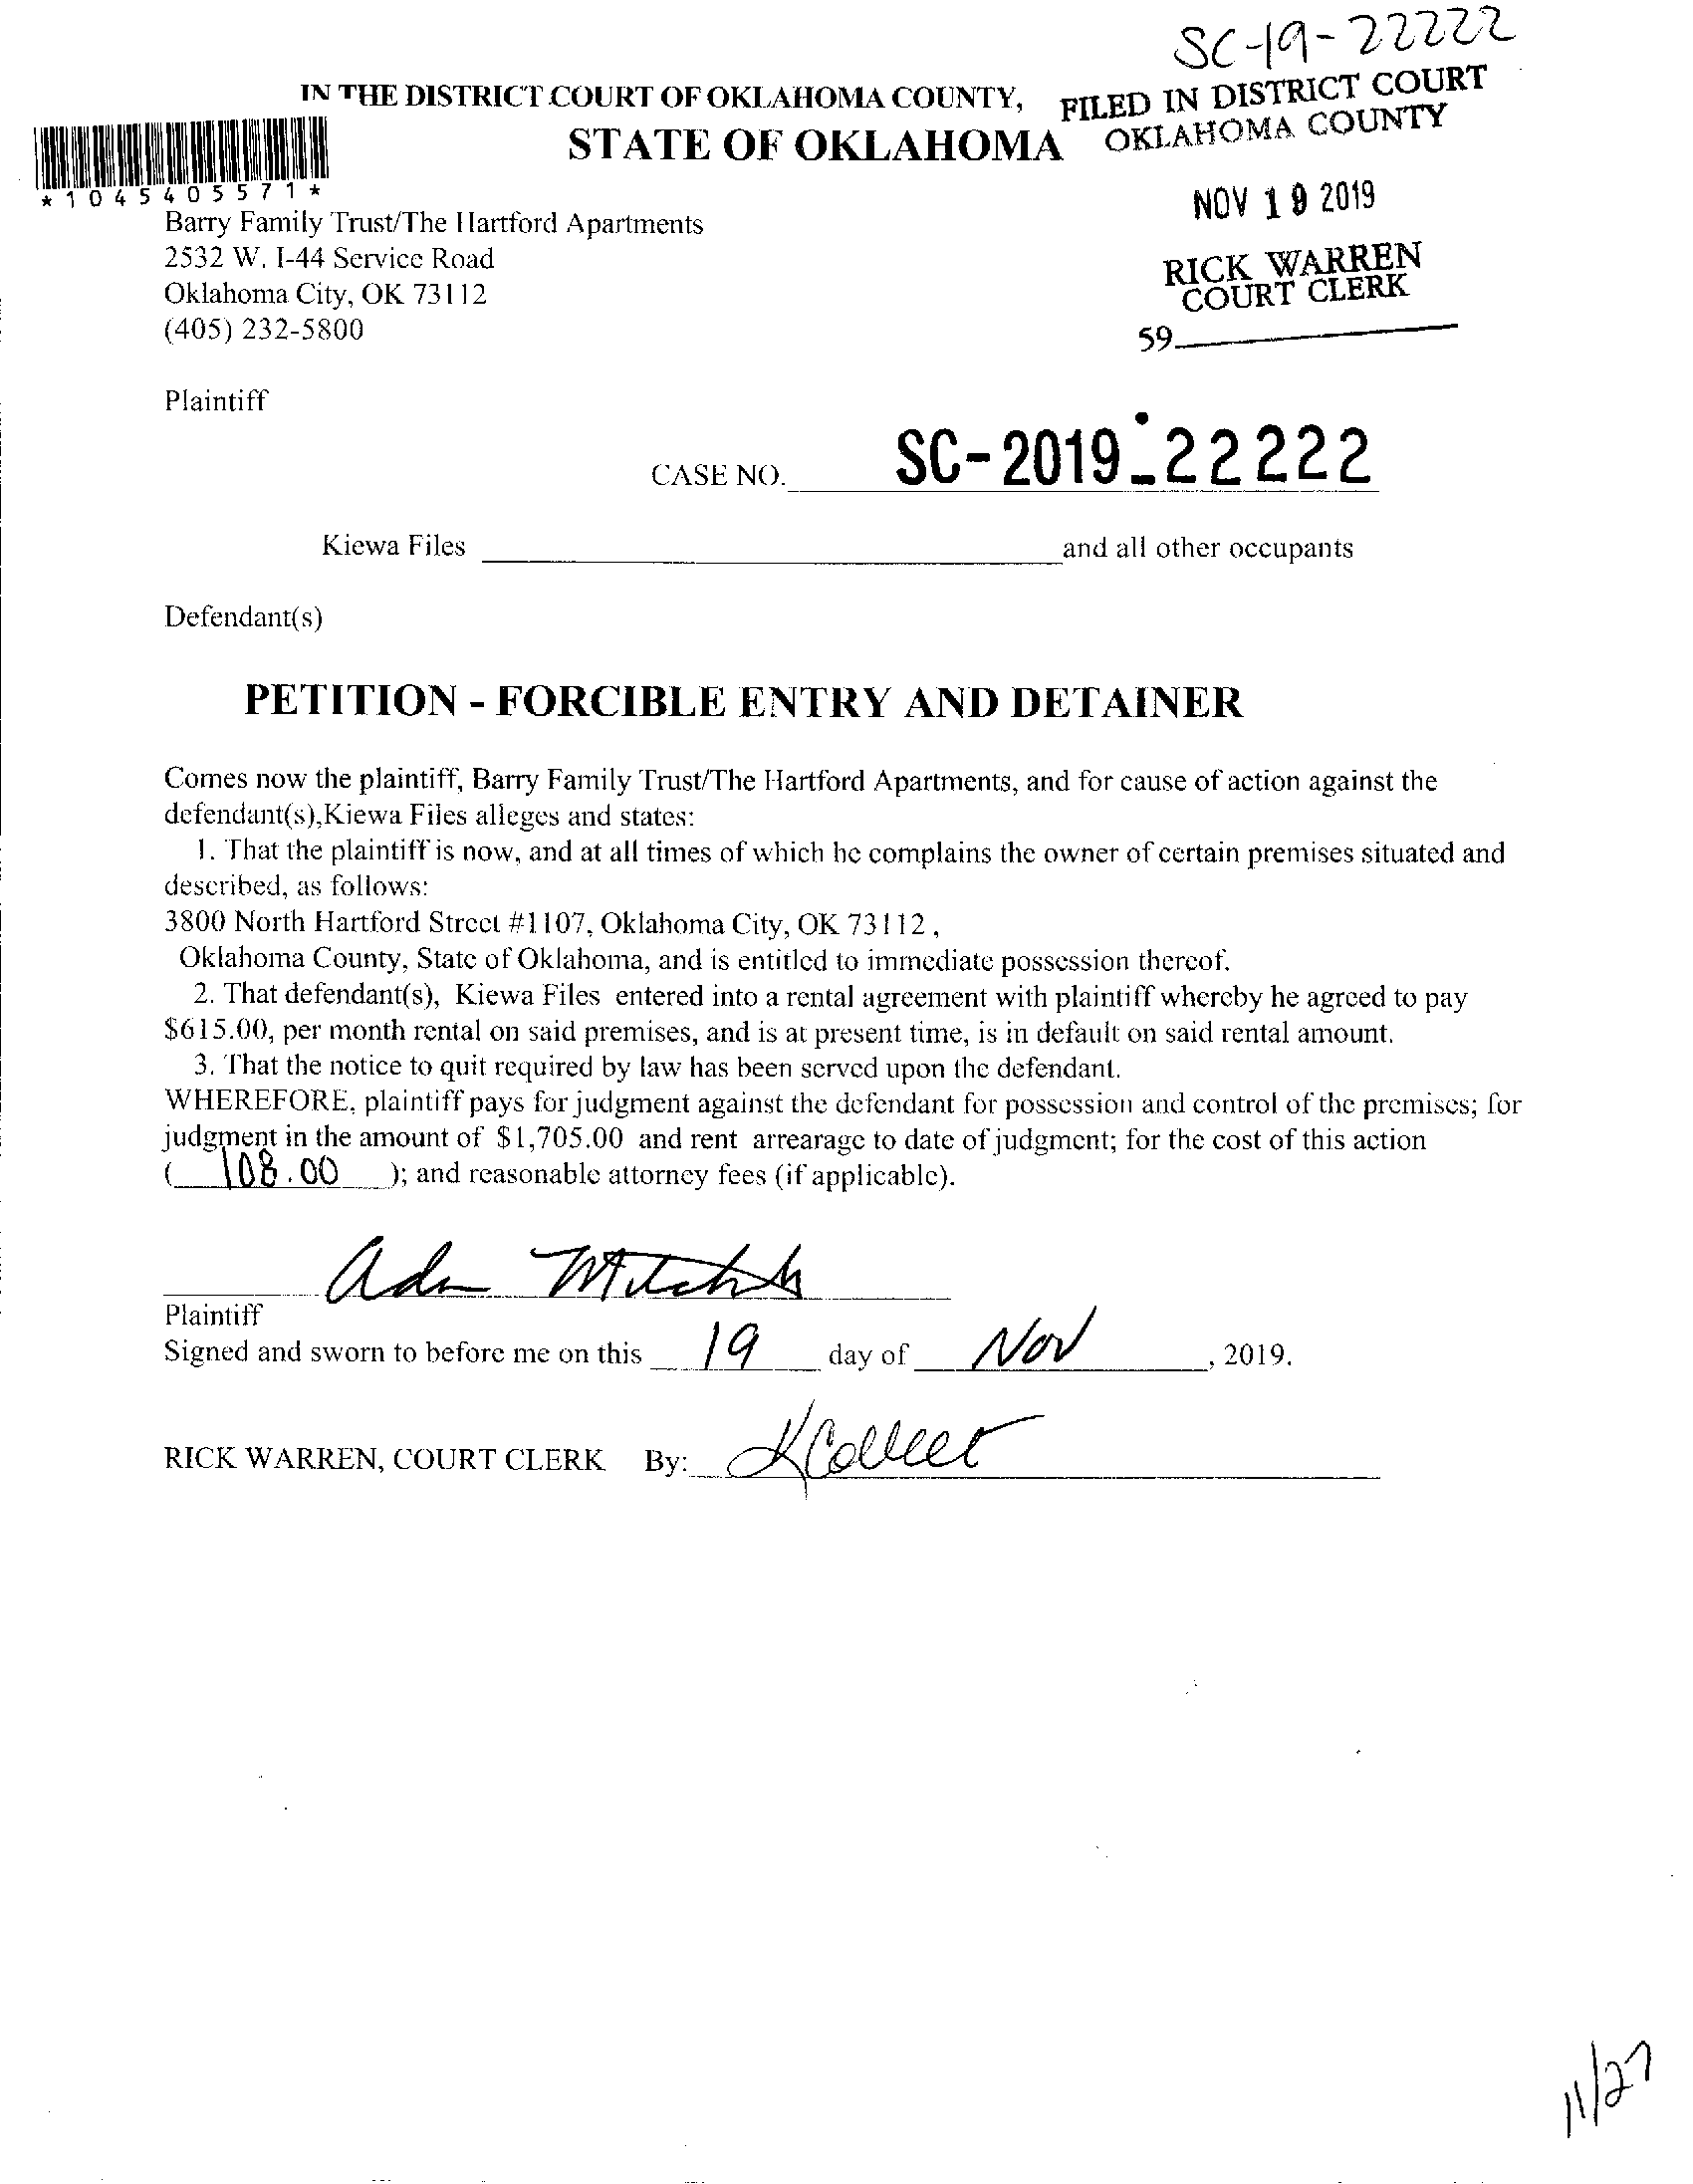 SC-19-22222
IN THE DISTRICT COURT OF OKLAHOMA COUNTY,
STATE OF OKLAHOMA
FILED IN DISTRICT COURT
OKLAHOMA COUNTY
NOV 19 2019
RICK WARREN
COURT CLERK
59
*1045405571*
Barry Family Trust/The Hartford Apartments
2532 W. I-44 Service Road
Oklahoma City, OK 73112
(405) 232-5800
Plaintiff
CASE NO. SC-2019-22222
Kiewa Files and all other occupants
Defendant(s)
PETITION - FORCIBLE ENTRY AND DETAINER
Comes now the plaintiff, Barry Family Trust/The Hartford Apartments, and for cause of action against the
defendant(s),Kiewa Files alleges and states:
1. That the plaintiff is now, and at all times of which he complains the owner of certain premises situated and
described, as follows:
3800 North Hartford Street #1107, Oklahoma City, OK 73112 ,
Oklahoma County, State of Oklahoma, and is entitled to immediate possession thereof.
2. That defendant(s), Kiewa Files entered into a rental agreement with plaintiff whereby he agreed to pay
$615.00, per month rental on said premises, and is at present time, is in default on said rental amount.
3. That the notice to quit required by law has been served upon the defendant.
WHEREFORE, plaintiff pays for judgment against the defendant for possession and control of the premises; for
judgment in the amount of $1,705.00 and rent arrearage to date of judgment; for the cost of this action
( 108.00 ); and reasonable attorney fees (if applicable).
Plaintiff
Signed and sworn to before me on this 19 day of Nov, 2019.
RICK WARREN, COURT CLERK By:
11/27